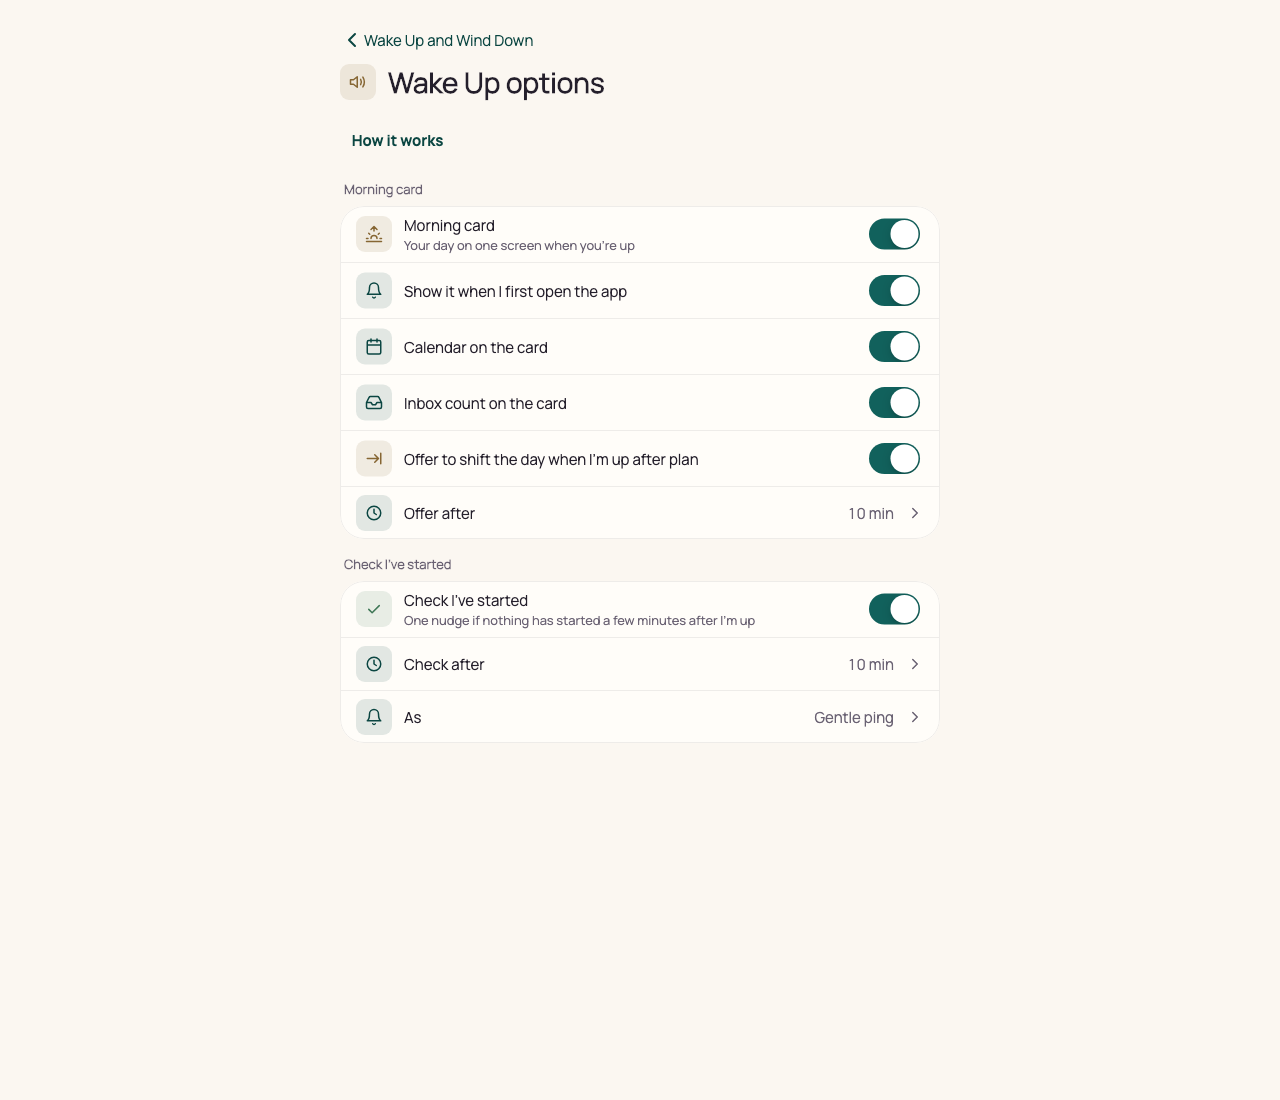 Wake Up and Wind Down
Wake Up options
How it works
Morning card
Morning card
Your day on one screen when you're up
Show it when I first open the app
Calendar on the card
Inbox count on the card
Offer to shift the day when I'm up after plan
Offer after
10 min
Check I've started
Check I've started
One nudge if nothing has started a few minutes after I'm up
Check after
10 min
As
Gentle ping